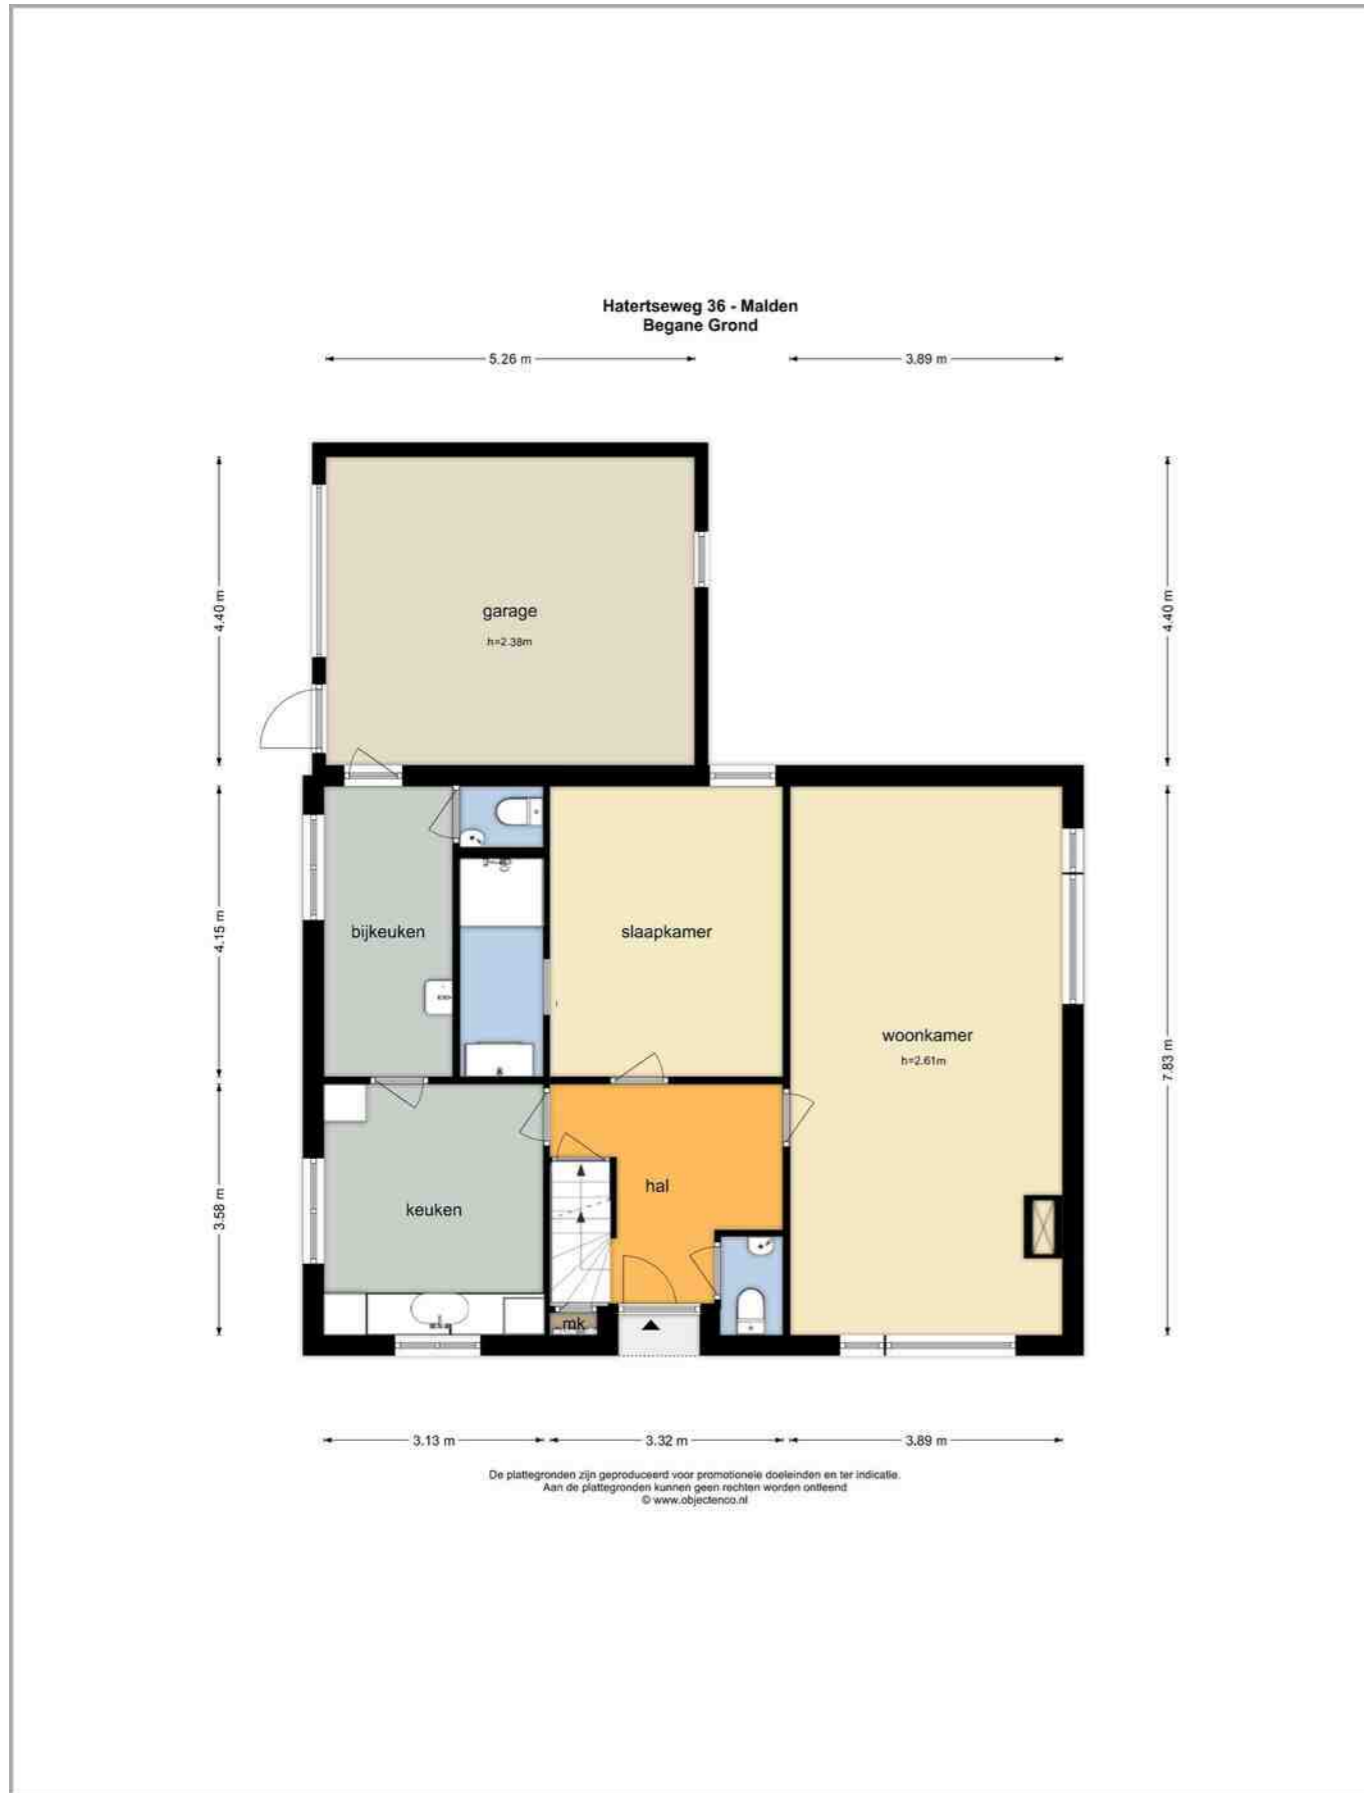 Hatertseweg 36 - Malden
Begane Grond
5.26 m
3.89 m
4.40 m
4.40 m
garage
h=2.38m
4.15 m
bijkeuken
slaapkamer
woonkamer
h=2.61m
7.83 m
3.58 m
keuken
hal
mk
3.13 m
3.32 m
3.89 m
De plattegronden zijn geproduceerd voor promotionele doeleinden en ter indicatie.
Aan de plattegronden kunnen geen rechten worden ontleend
© www.objectenco.nl